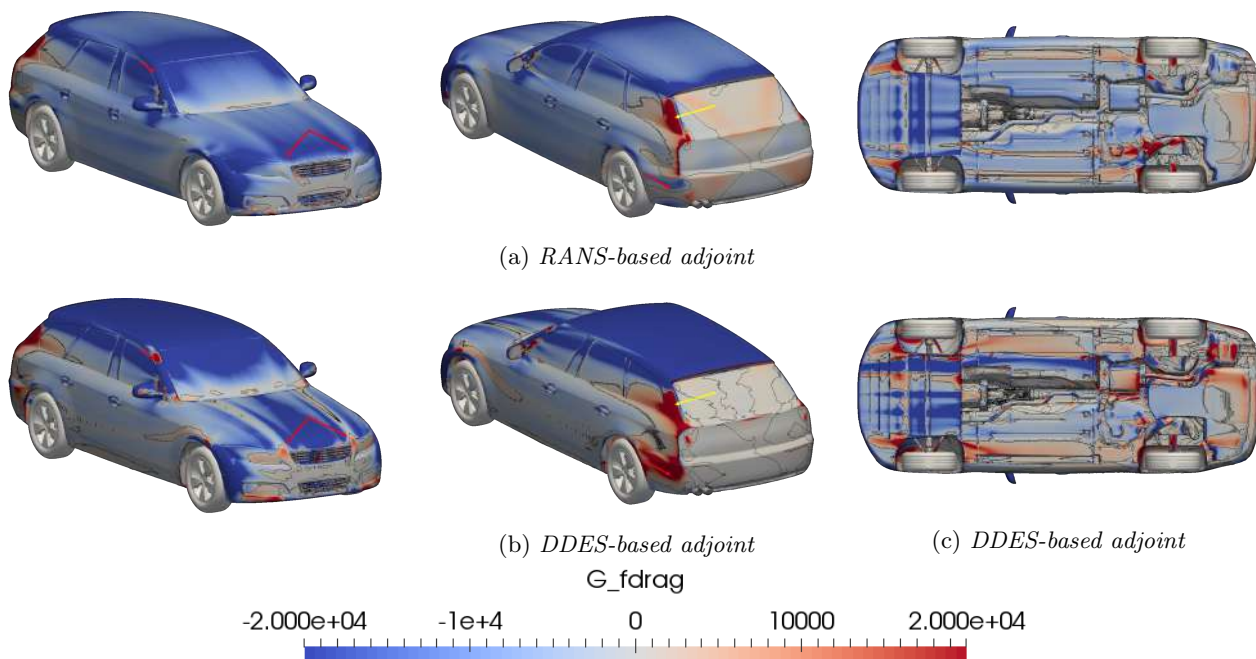 (a) RANS-based adjoint
(b) DDES-based adjoint
(c) DDES-based adjoint
G_fdrag
-2.000e+04 -1e+4 0 10000 2.000e+04